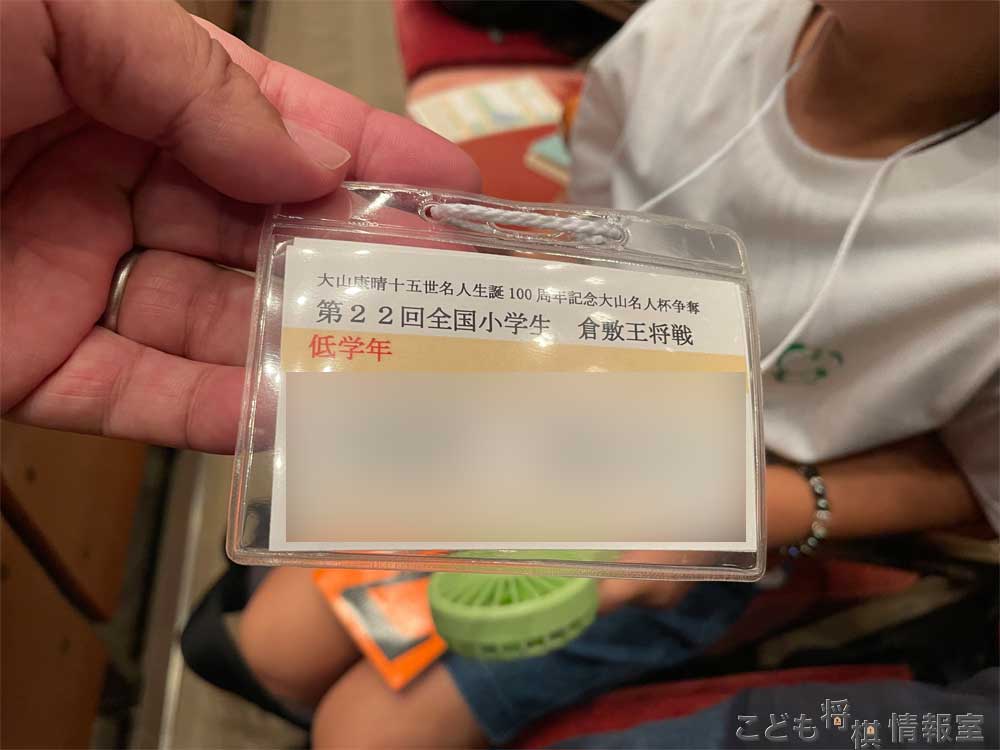 大山康晴十五世名人生誕100周年記念大山名人杯争奪
第22回全国小学生　倉敷王将戦
低学年
こども将棋情報室